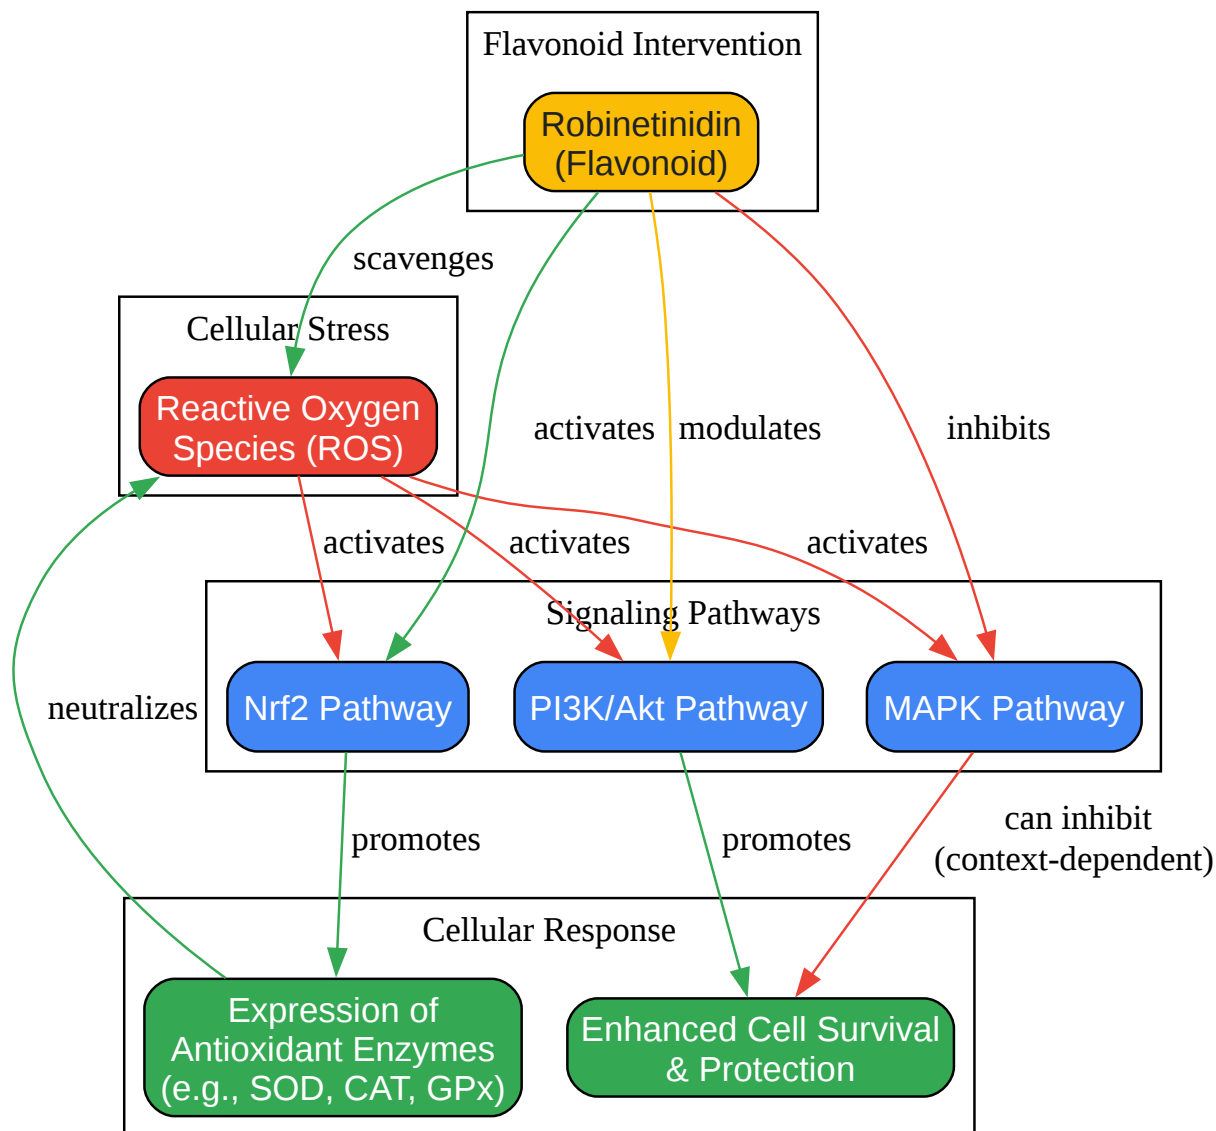 Flavonoid Intervention
Robinetinidin
(Flavonoid)
scavenges
Cellular Stress
Reactive Oxygen
Species (ROS)
activates
modulates
inhibits
activates
activates
activates
Signaling Pathways
Nrf2 Pathway
PI3K/Akt Pathway
MAPK Pathway
neutralizes
promotes
promotes
can inhibit
(context-dependent)
Cellular Response
Expression of
Antioxidant Enzymes
(e.g., SOD, CAT, GPx)
Enhanced Cell Survival
& Protection